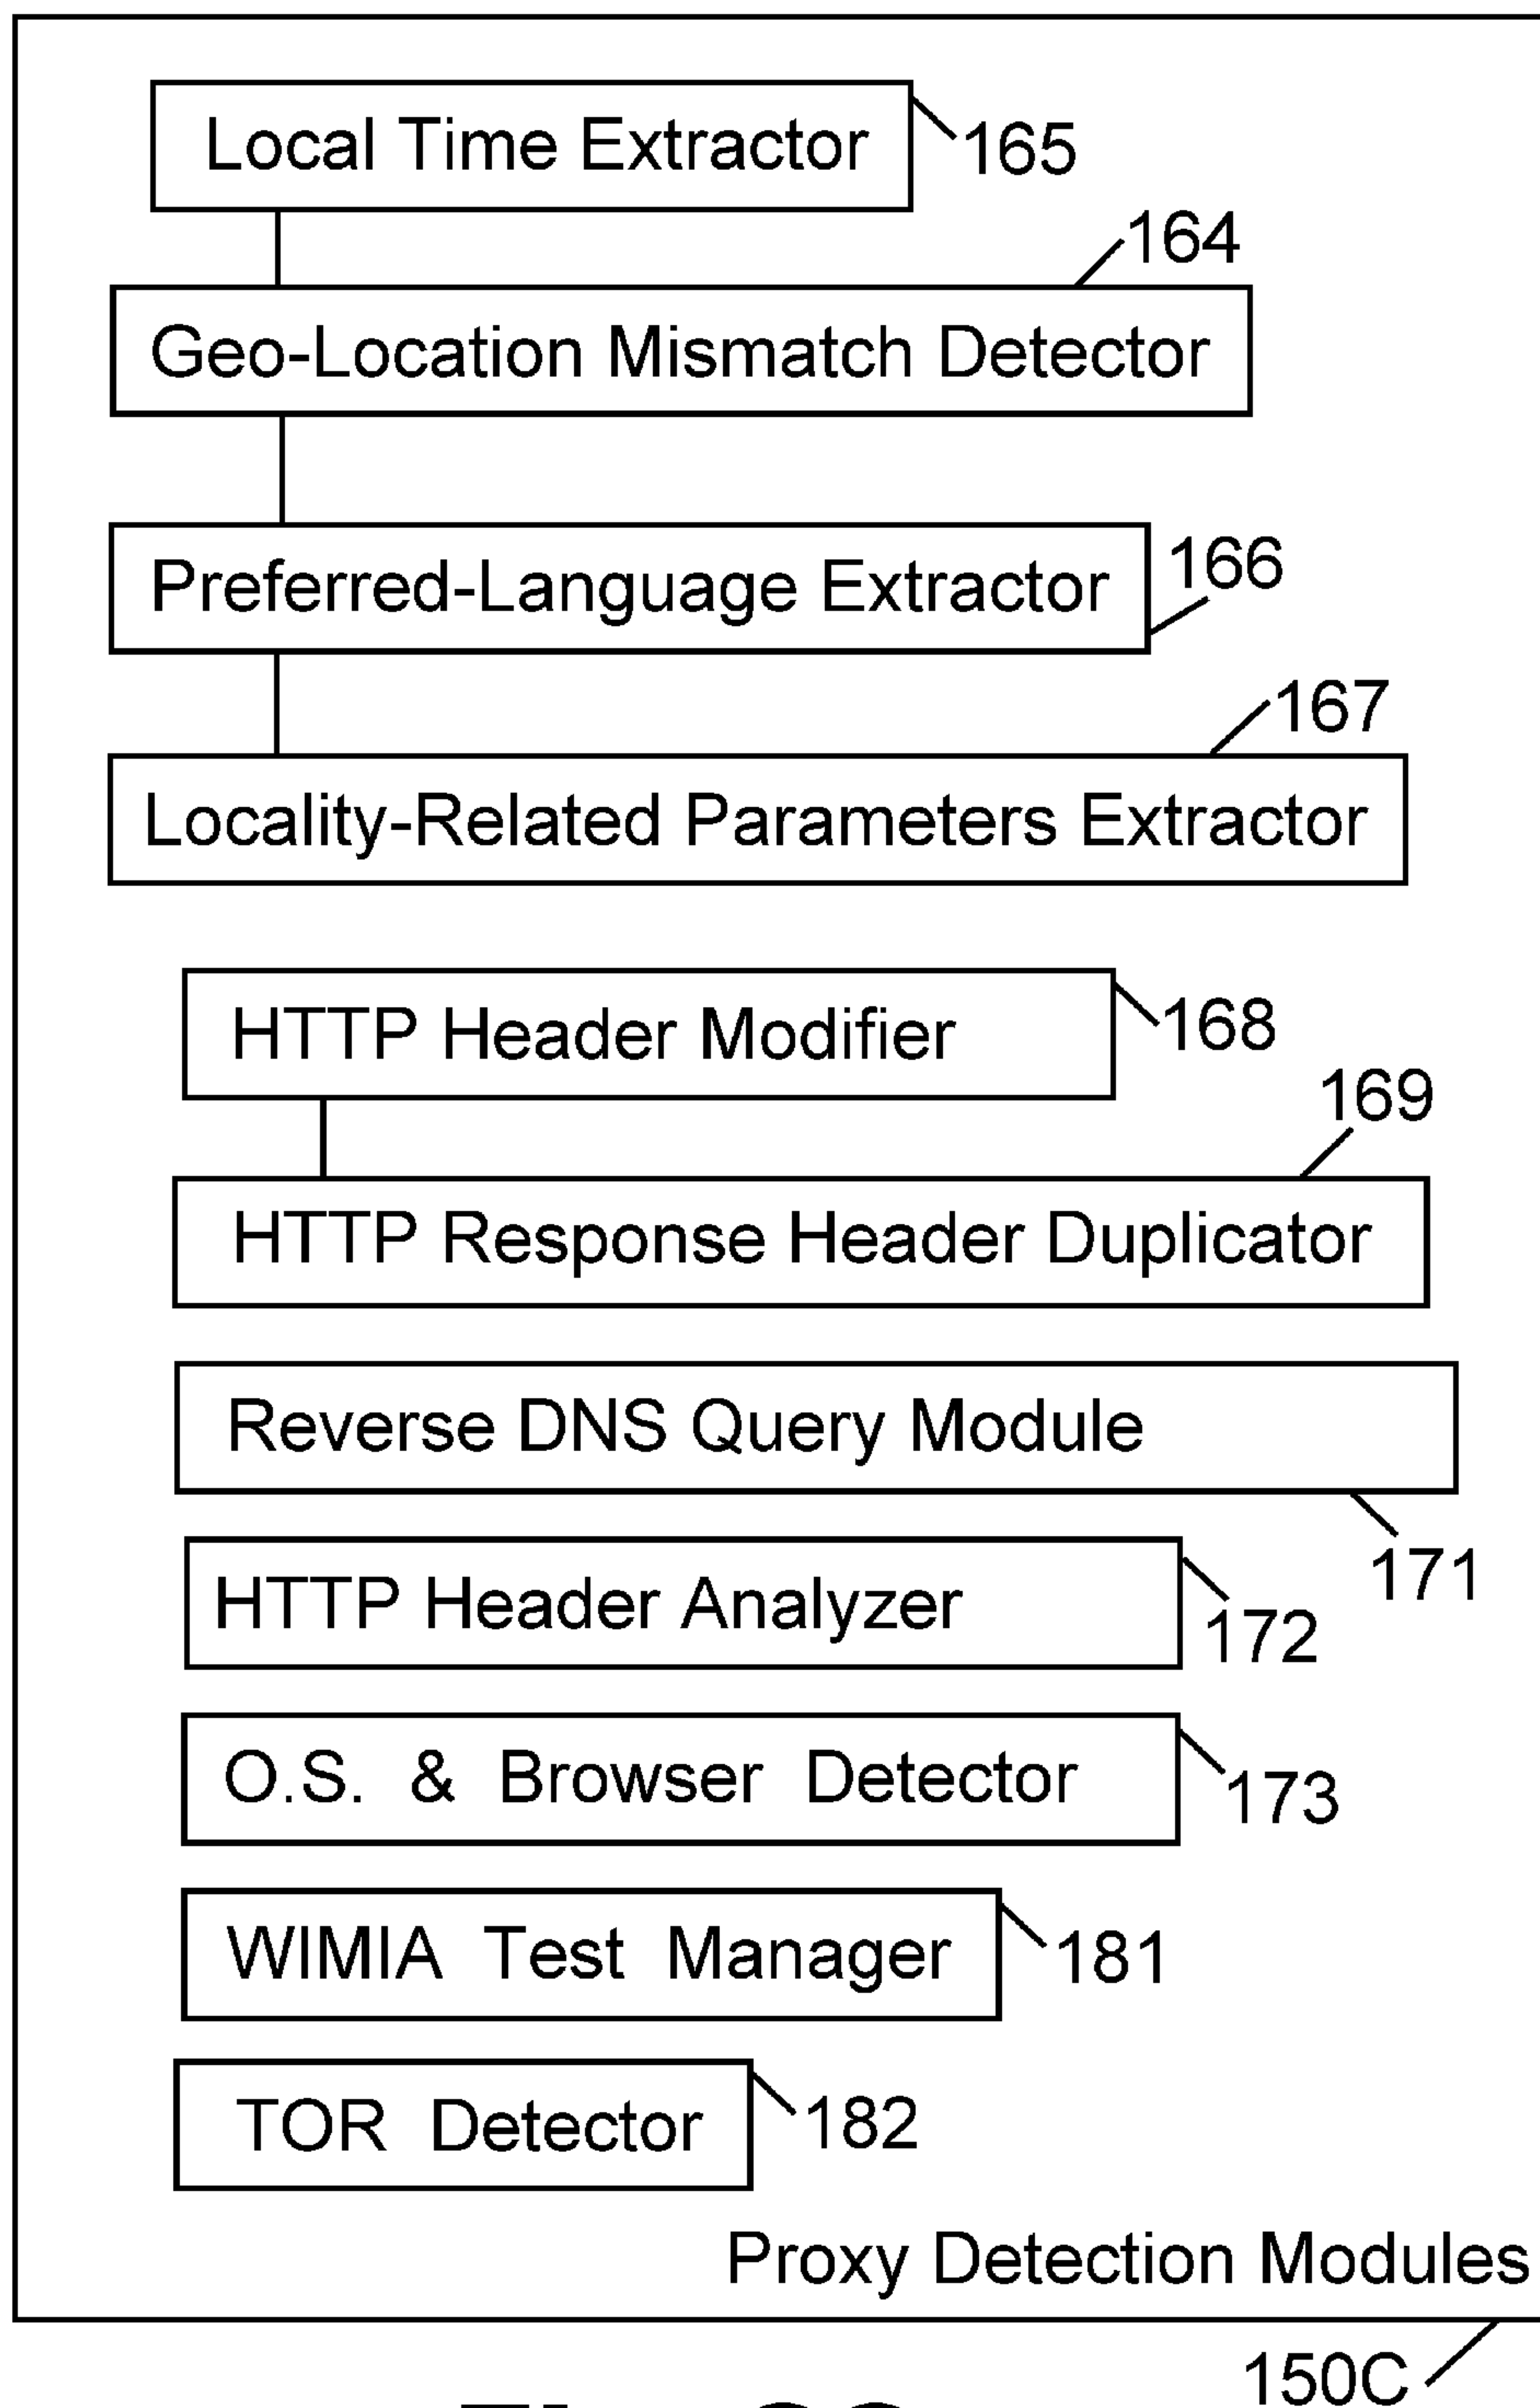 Local Time Extractor
165
164
Geo-Location Mismatch Detector
Preferred-Language Extractor
166
167
Locality-Related Parameters Extractor
HTTP Header Modifier
168
169
HTTP Response Header Duplicator
Reverse DNS Query Module
171
HTTP Header Analyzer
172
O.S. & Browser Detector
173
WIMIA Test Manager
181
TOR Detector
182
Proxy Detection Modules
150C